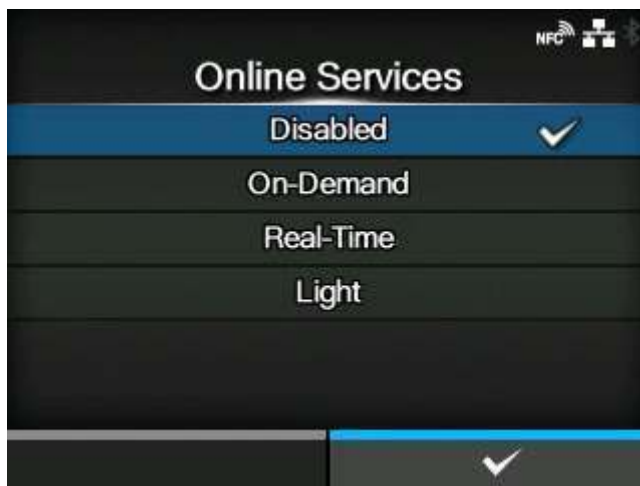 NFC
Online Services
Disabled
On-Demand
Real-Time
Light